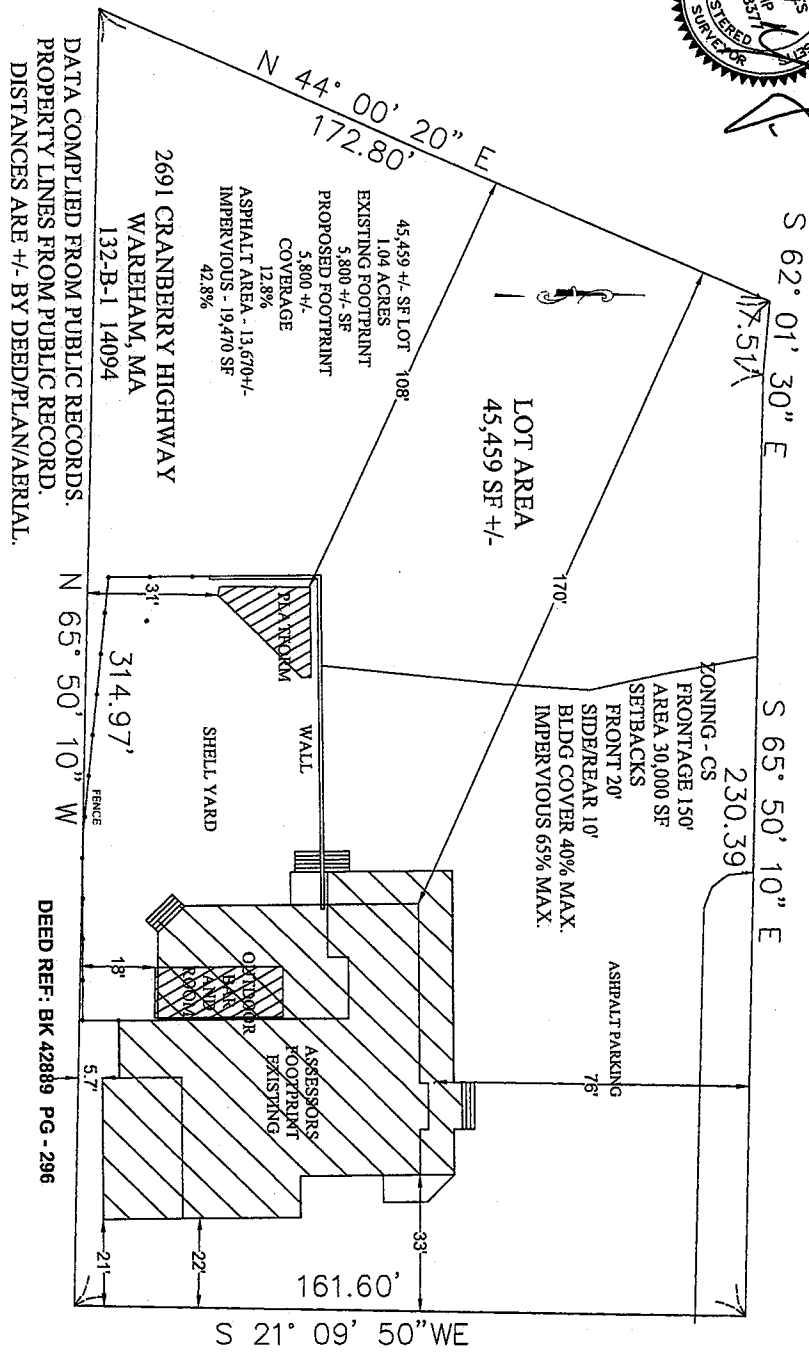 SURVEYOR
S 62° 01' 30" E
17.51'
N 44° 00' 20" E
172.80'
S 65° 50' 10" E
230.39'
45,459 +/- SF LOT
1.04 ACRES
EXISTING FOOTPRINT
5,800 +/- SF
PROPOSED FOOTPRINT
5,800 +/-
COVERAGE
12.8%
ASPHALT AREA - 13,670+/-
IMPERVIOUS - 19,470 SF
42.8%
108'
LOT AREA
45,459 SF +/-
170'
ZONING - CS
FRONTAGE 150'
AREA 30,000 SF
SETBACKS
FRONT 20'
SIDE/REAR 10'
BLDG COVER 40% MAX.
IMPERVIOUS 65% MAX.
ASHPALT PARKING
76'
2691 CRANBERRY HIGHWAY
WAREHAM, MA
132-B-1 14094
PLATFORM
31'
WALL
SHELL YARD
FENCE
OUTDOOR
BAR
AND
ROOF
18'
ASSESSORS
FOOTPRINT
EXISTING
5.7'
33'
22'
21'
161.60'
S 21° 09' 50"WE
314.97'
N 65° 50' 10" W
DEED REF: BK 42889 PG - 296
DATA COMPLIED FROM PUBLIC RECORDS.
PROPERTY LINES FROM PUBLIC RECORD.
DISTANCES ARE +/- BY DEED/PLAN/AERIAL.